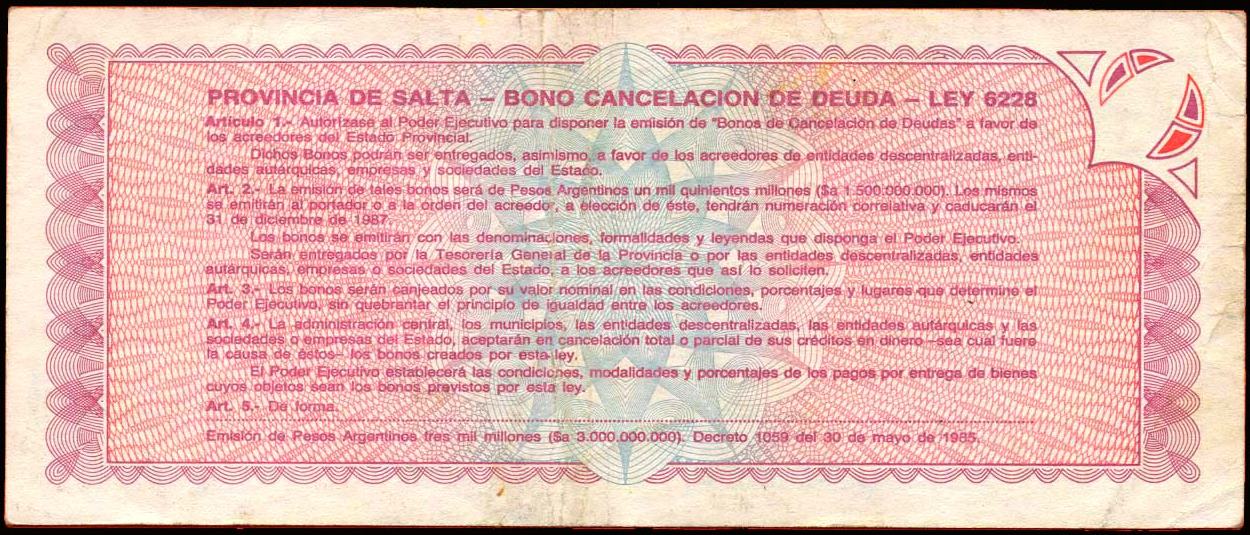 PROVINCIA DE SALTA – BONO CANCELACION DE DEUDA – LEY 6228
Artículo 1.- Autorízase al Poder Ejecutivo para disponer la emisión de "Bonos de Cancelación de Deudas" a favor de
los acreedores del Estado Provincial.
Dichos Bonos podrán ser entregados, asimismo, a favor de los acreedores de entidades descentralizadas, enti-
dades autárquicas, empresas y sociedades del Estado.
Art. 2.- La emisión de tales bonos será de Pesos Argentinos un mil quinientos millones ($a 1.500.000.000). Los mismos
se emitirán al portador o a la orden del acreedor, a elección de éste, tendrán numeración correlativa y caducarán el
31 de diciembre de 1987.
Los bonos se emitirán con las denominaciones, formalidades y leyendas que disponga el Poder Ejecutivo.
Serán entregados por la Tesorería General de la Provincia o por las entidades descentralizadas, entidades
autárquicas, empresas o sociedades del Estado, a los acreedores que así lo soliciten.
Art. 3.- Los bonos serán canjeados por su valor nominal en las condiciones, porcentajes y lugares que determine el
Poder Ejecutivo, sin quebrantar el principio de igualdad entre los acreedores.
Art. 4.- La administración central, los municipios, las entidades descentralizadas, las entidades autárquicas y las
sociedades o empresas del Estado, aceptarán en cancelación total o parcial de sus créditos en dinero –sea cual fuere
la causa de éstos– los bonos creados por esta ley.
El Poder Ejecutivo establecerá las condiciones, modalidades y porcentajes de los pagos por entrega de bienes
cuyos objetos sean los bonos previstos por esta ley.
Art. 5.- De forma.
Emisión de Pesos Argentinos tres mil millones ($a 3.000.000.000). Decreto 1059 del 30 de mayo de 1985.